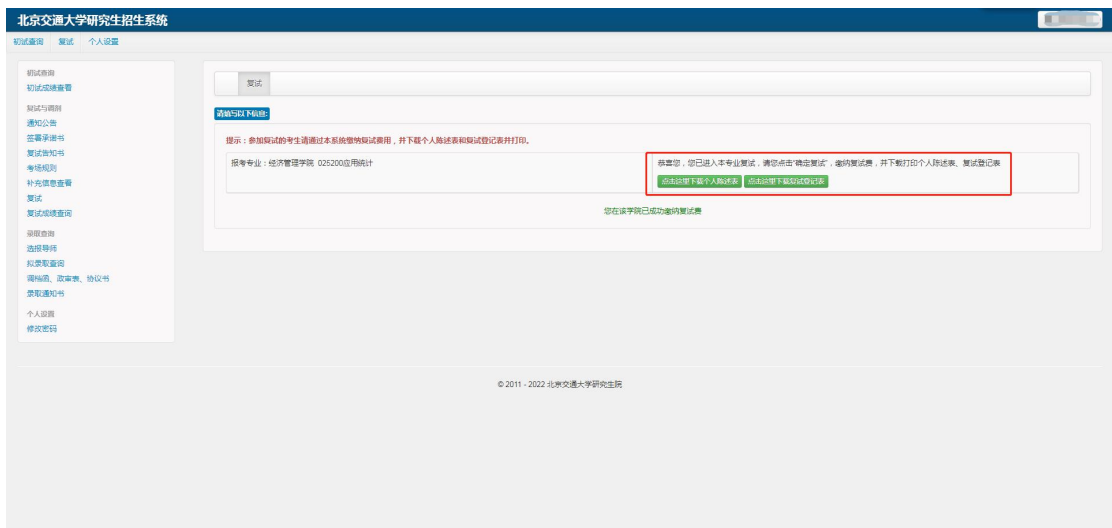 北京交通大学研究生招生系统
初试查询 复试 个人设置
初试查询
初试成绩查看
复试与调剂
通知公告
签署承诺书
复试告知书
考场规则
补充信息查看
复试
复试成绩查询
录取查询
选报导师
拟录取查询
调档函、政审表、协议书
录取通知书
个人设置
修改密码
复试
请填写以下信息:
提示：参加复试的考生请通过本系统缴纳复试费用，并下载个人陈述表和复试登记表并打印。
报考专业：经济管理学院 025200应用统计
恭喜您，您已进入本专业复试，请您点击“确定复试”，缴纳复试费，并下载打印个人陈述表、复试登记表
点击这里下载个人陈述表 点击这里下载复试登记表
您在该学院已成功缴纳复试费
© 2011 - 2022 北京交通大学研究生院